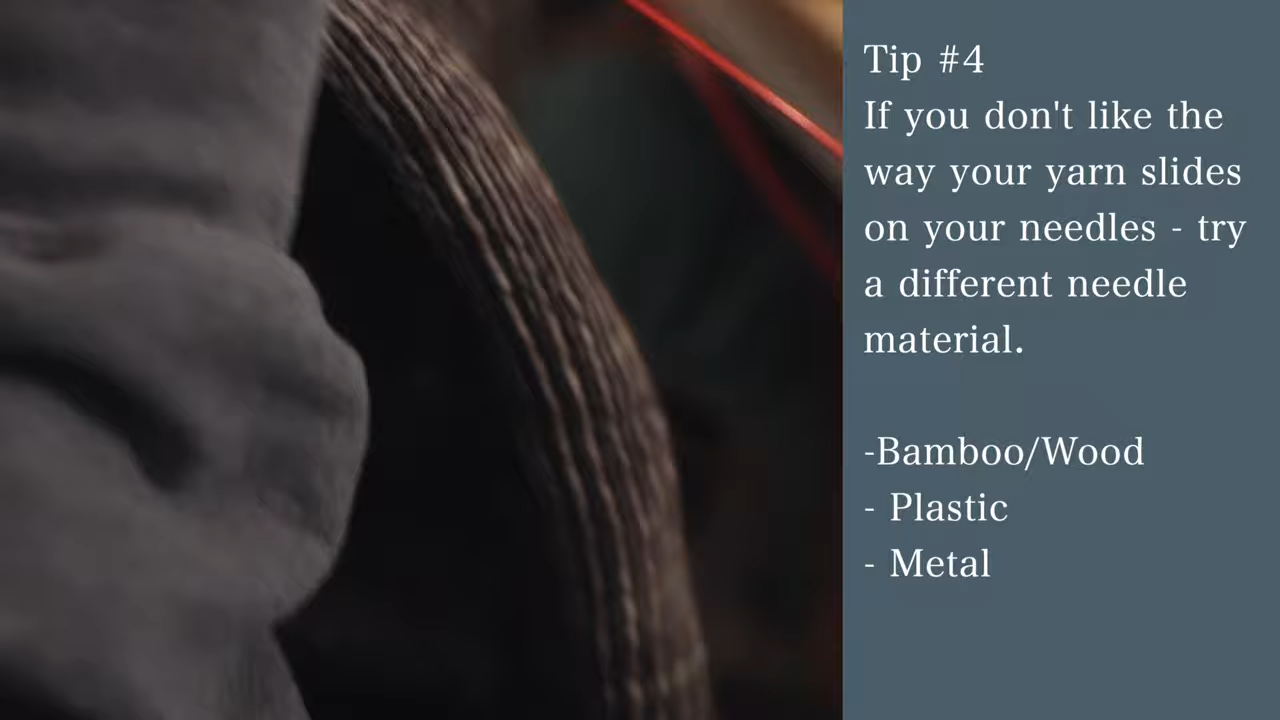 Tip #4
If you don't like the
way your yarn slides
on your needles - try
a different needle
material.
-Bamboo/Wood
- Plastic
- Metal